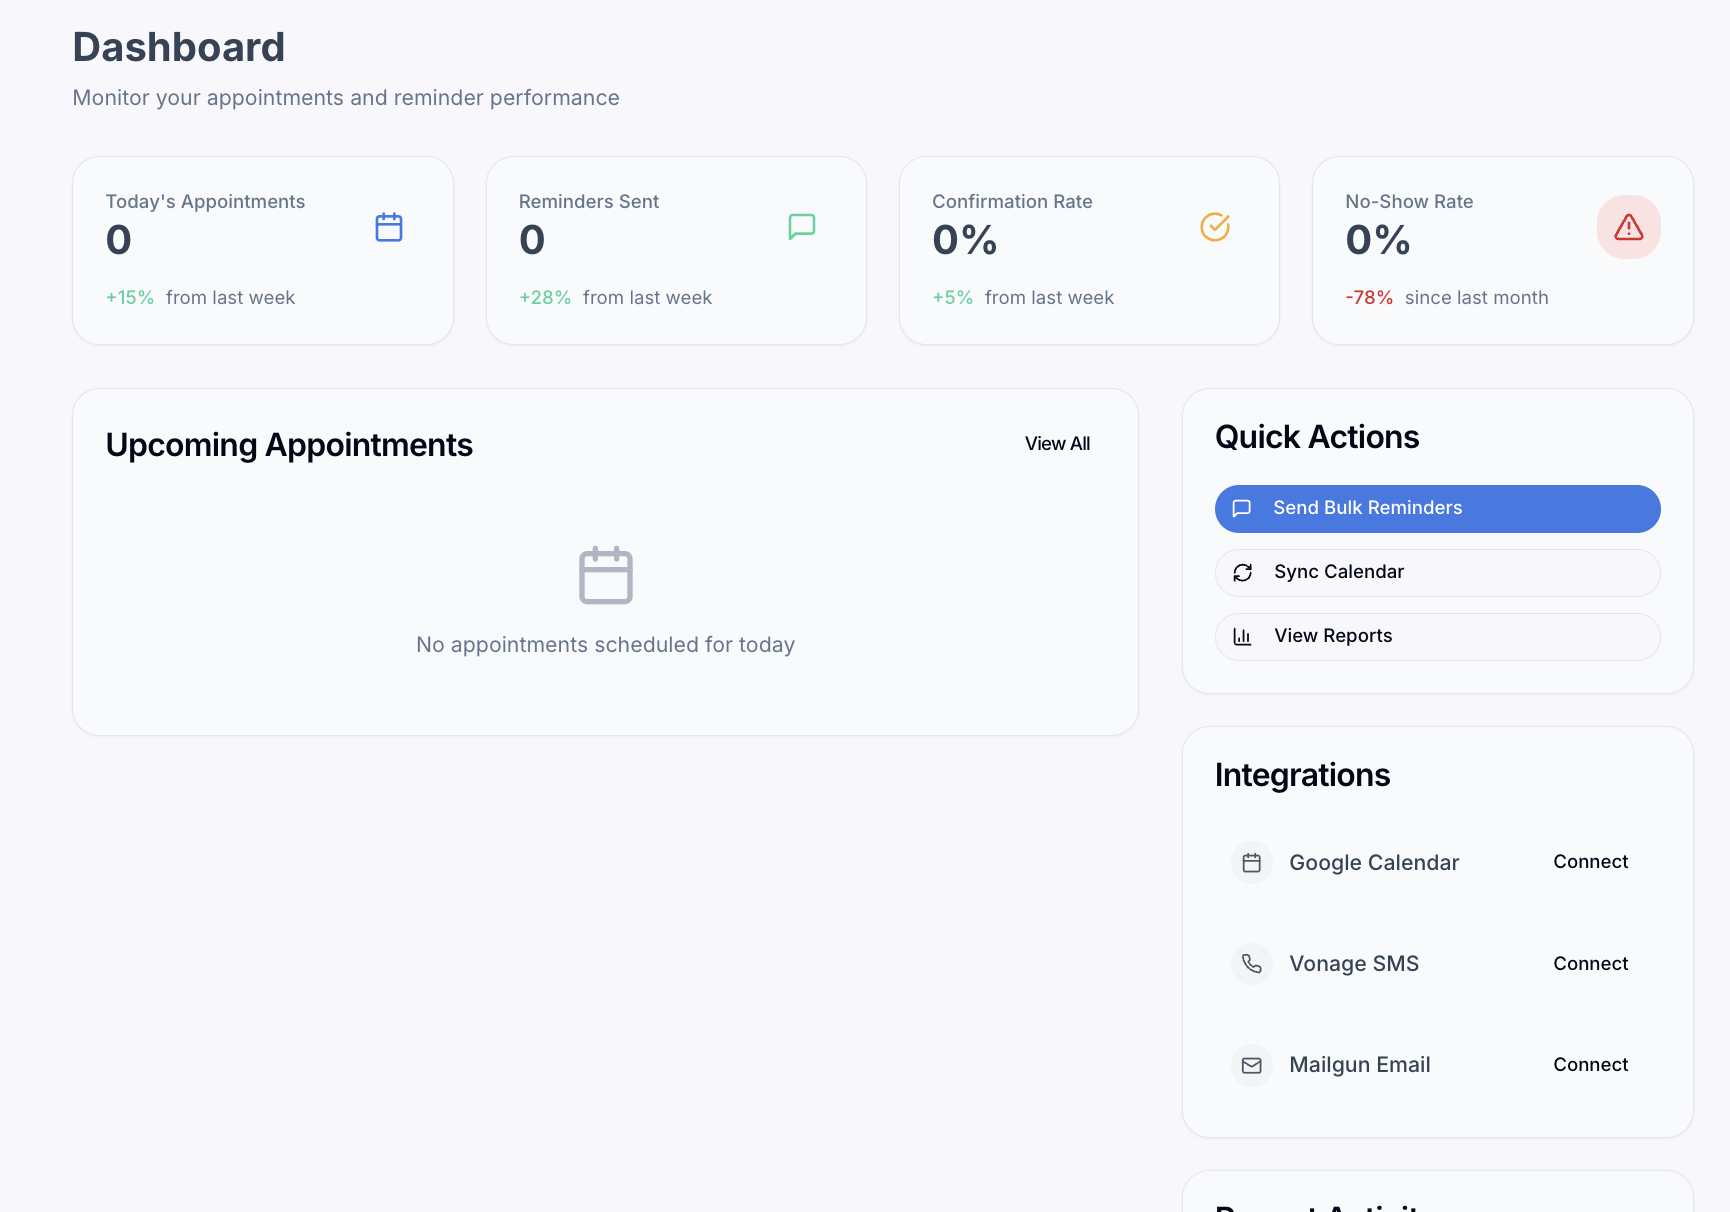 Dashboard
Monitor your appointments and reminder performance
Today's Appointments
0
+15% from last week
Reminders Sent
0
+28% from last week
Confirmation Rate
0%
+5% from last week
No-Show Rate
0%
-78% since last month
Upcoming Appointments
View All
No appointments scheduled for today
Quick Actions
Send Bulk Reminders
Sync Calendar
View Reports
Integrations
Google Calendar
Connect
Vonage SMS
Connect
Mailgun Email
Connect